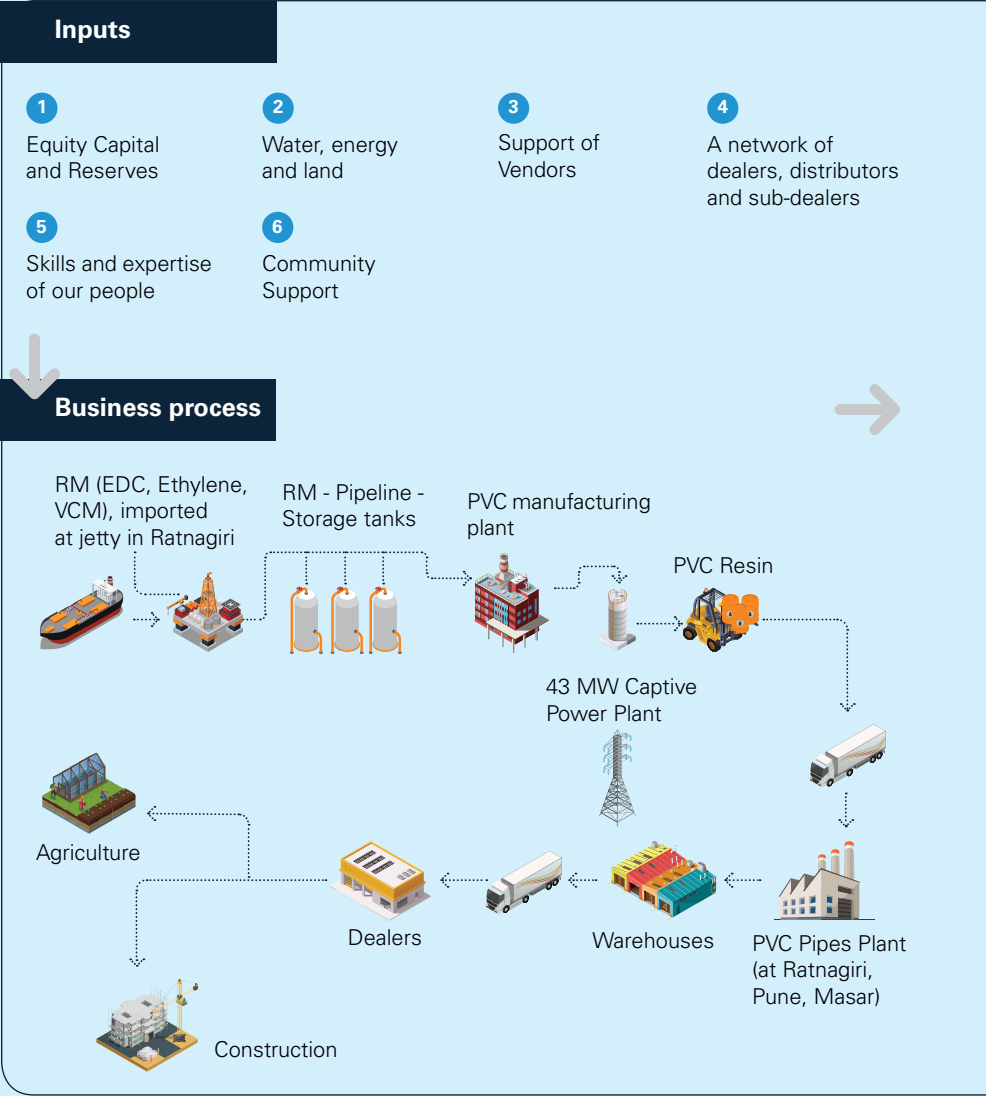 Inputs
1
Equity Capital
and Reserves
2
Water, energy
and land
3
Support of
Vendors
4
A network of
dealers, distributors
and sub-dealers
5
Skills and expertise
of our people
6
Community
Support
Business process
RM (EDC, Ethylene,
VCM), imported
at jetty in Ratnagiri
RM - Pipeline -
Storage tanks
PVC manufacturing
plant
PVC Resin
43 MW Captive
Power Plant
Agriculture
Dealers
Warehouses
PVC Pipes Plant
(at Ratnagiri,
Pune, Masar)
Construction